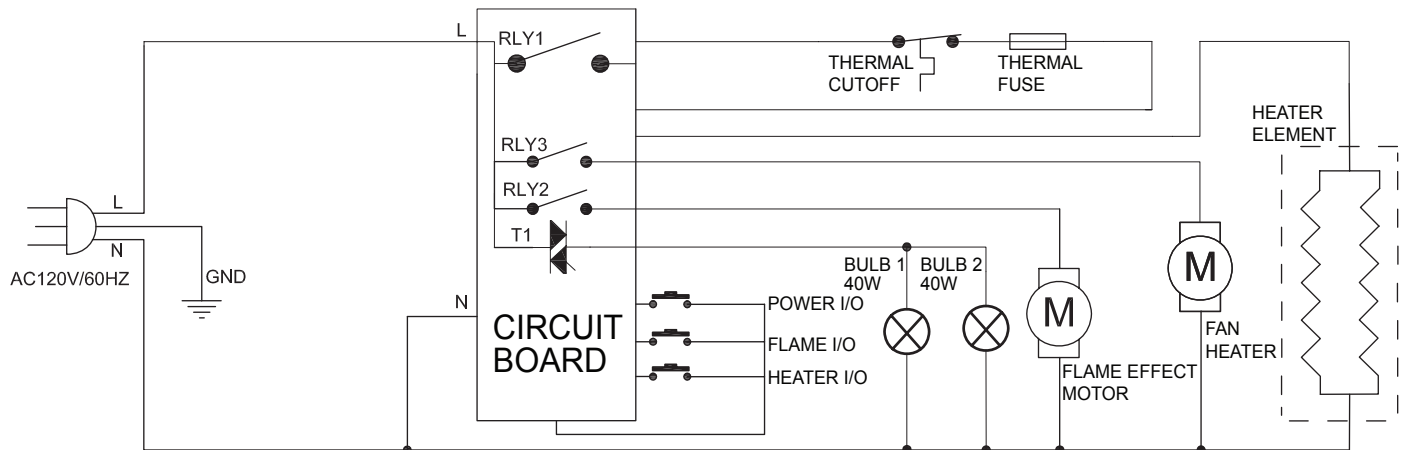 L
RLY1
THERMAL
CUTOFF
THERMAL
FUSE
HEATER
ELEMENT
RLY3
RLY2
T1
L
N
AC120V/60HZ
GND
N
CIRCUIT
BOARD
POWER I/O
FLAME I/O
HEATER I/O
BULB 1
40W
BULB 2
40W
M
FLAME EFFECT
MOTOR
M
FAN
HEATER